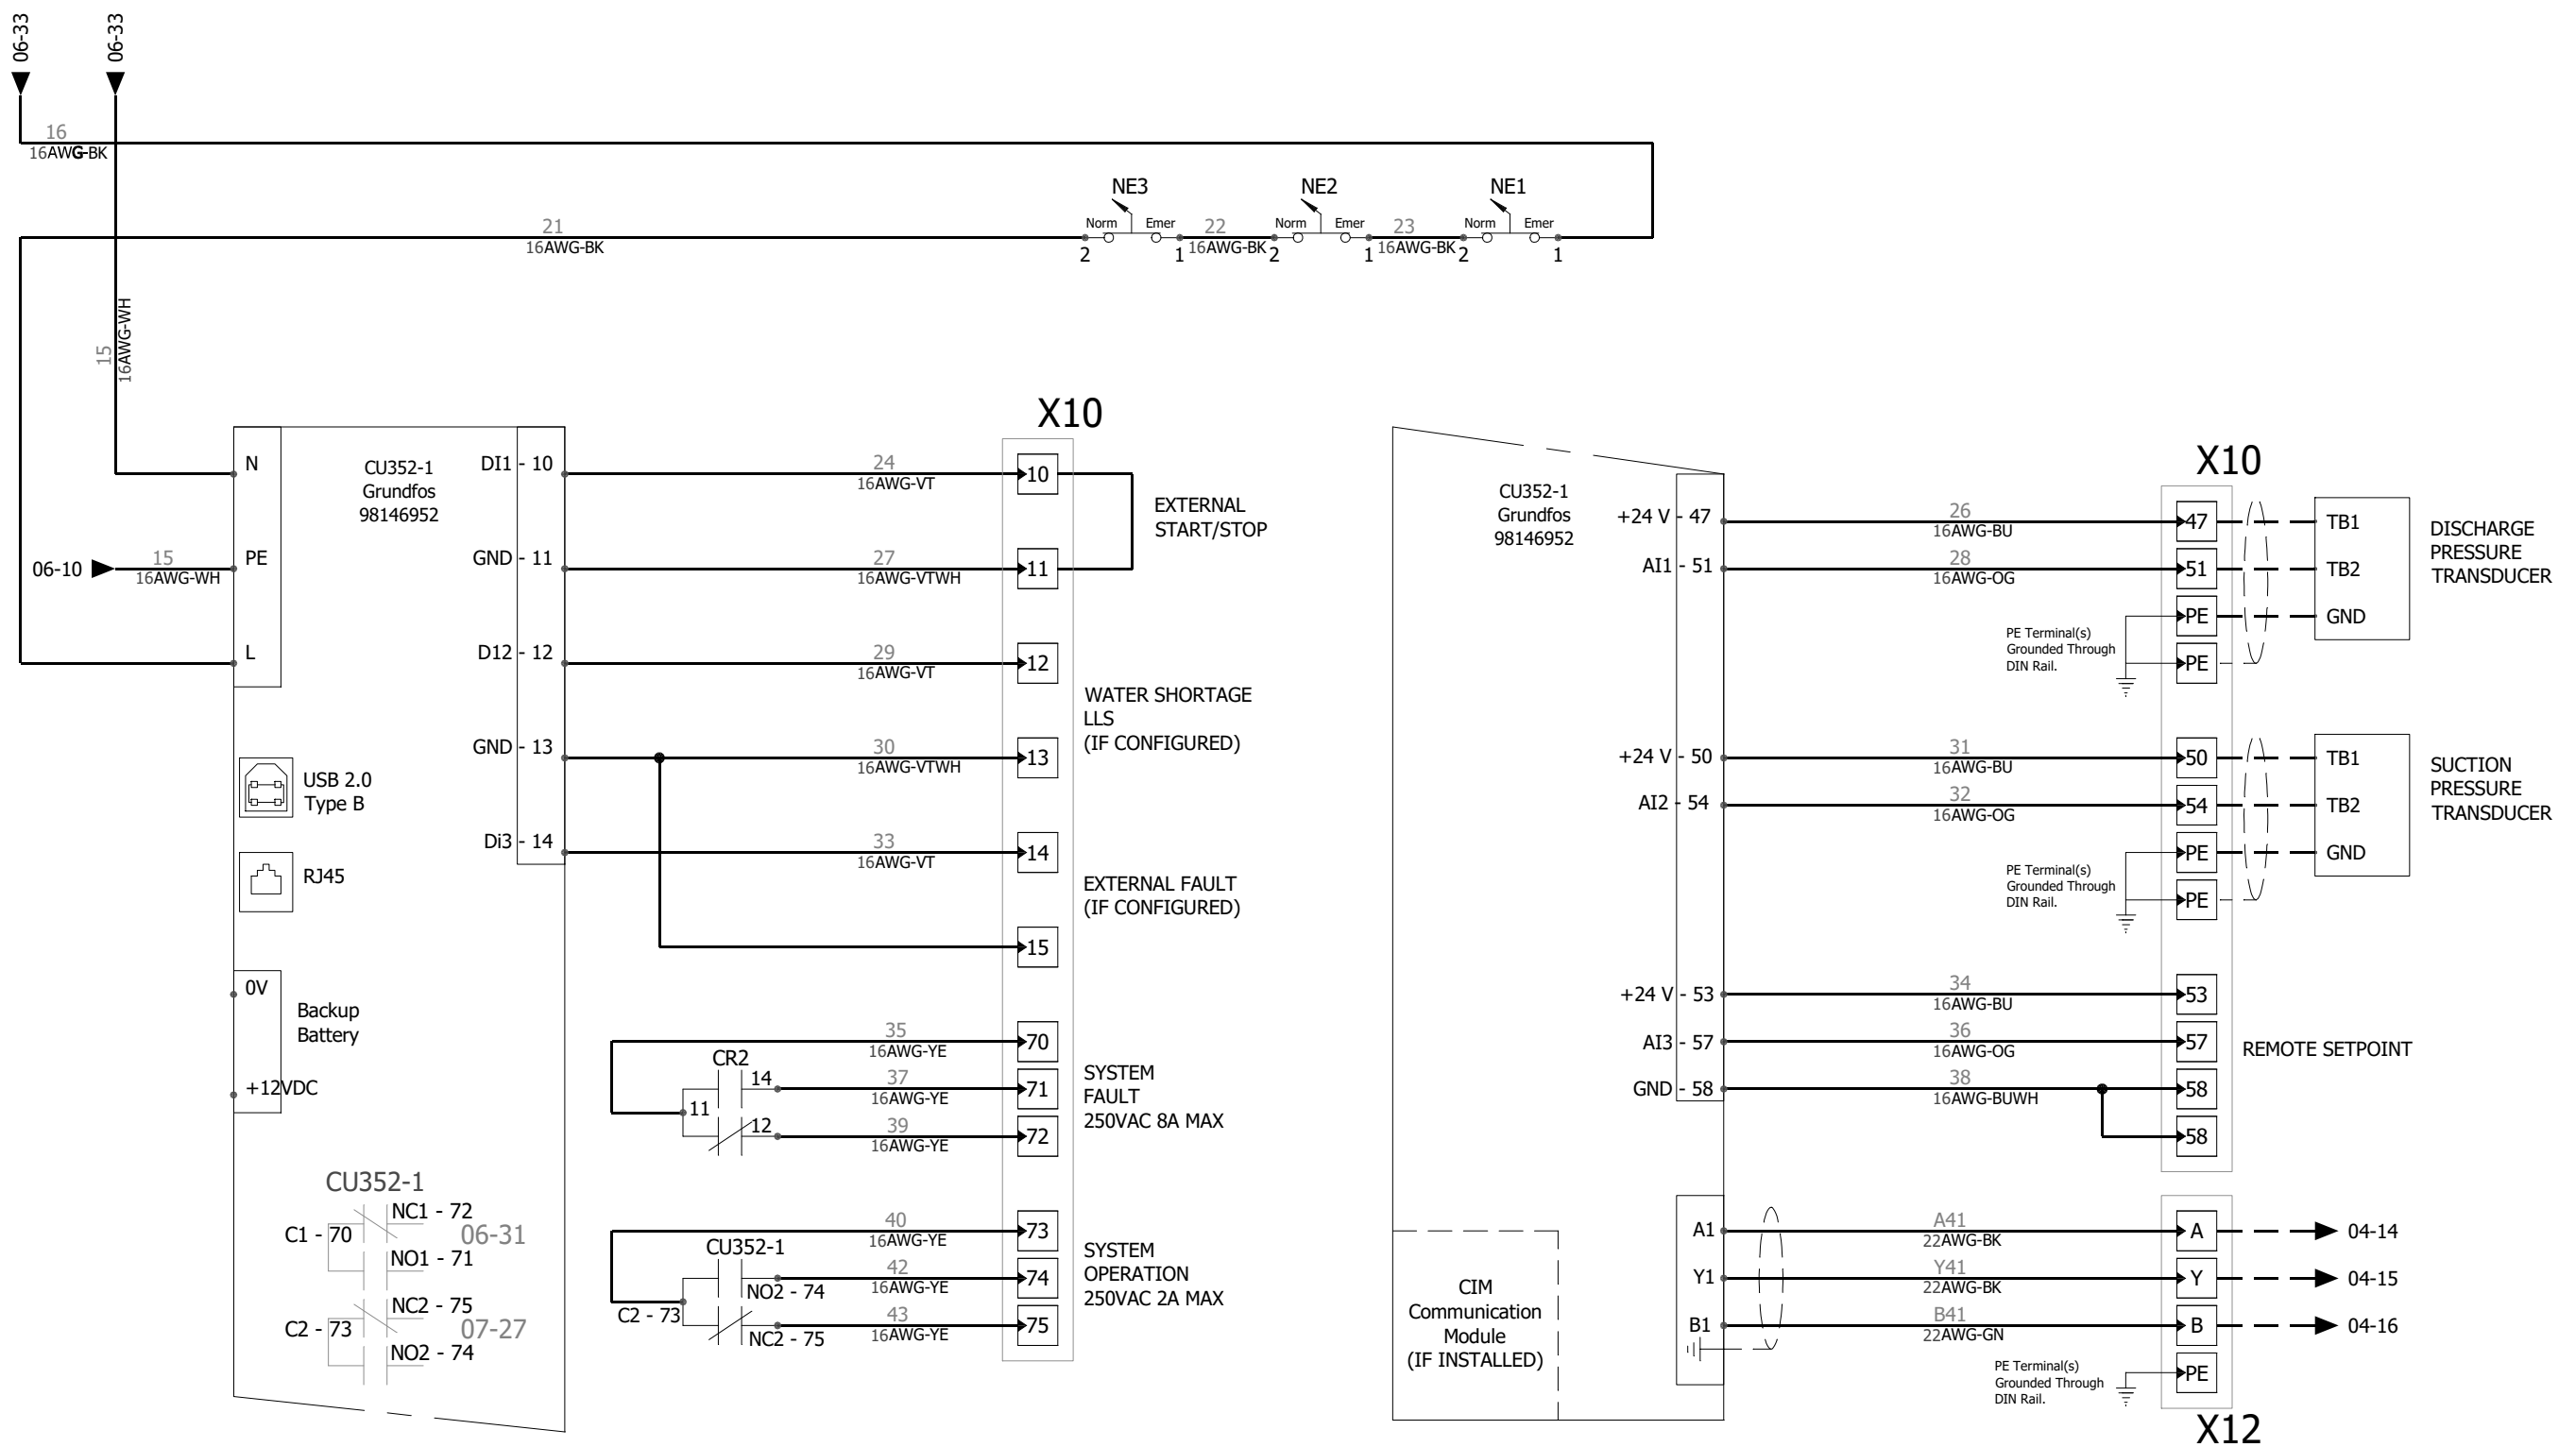 06-33
06-33
16
16AWG-BK
NE3
NE2
NE1
Norm
Emer
Norm
Emer
Norm
Emer
21
16AWG-BK
22
16AWG-BK
23
16AWG-BK
2
1
2
1
2
1
15
16AWG-WH
X10
N
CU352-1
Grundfos
98146952
DI1 - 10
24
16AWG-VT
10
EXTERNAL
START/STOP
06-10
15
16AWG-WH
PE
GND - 11
27
16AWG-VTWH
11
L
D12 - 12
29
16AWG-VT
12
WATER SHORTAGE
LLS
(IF CONFIGURED)
GND - 13
30
16AWG-VTWH
13
USB 2.0
Type B
Di3 - 14
33
16AWG-VT
14
RJ45
EXTERNAL FAULT
(IF CONFIGURED)
15
0V
Backup
Battery
+12VDC
35
16AWG-YE
70
CR2
14
11
12
37
16AWG-YE
71
39
16AWG-YE
72
SYSTEM
FAULT
250VAC 8A MAX
CU352-1
NC1 - 72
C1 - 70
06-31
NO1 - 71
NC2 - 75
C2 - 73
07-27
NO2 - 74
40
16AWG-YE
73
CU352-1
42
16AWG-YE
74
NO2 - 74
C2 - 73
43
16AWG-YE
75
NC2 - 75
SYSTEM
OPERATION
250VAC 2A MAX
X10
CU352-1
Grundfos
98146952
+24 V - 47
26
16AWG-BU
47
TB1
AI1 - 51
28
16AWG-OG
51
TB2
PE
GND
PE
DISCHARGE
PRESSURE
TRANSDUCER
PE Terminal(s)
Grounded Through
DIN Rail.
+24 V - 50
31
16AWG-BU
50
TB1
AI2 - 54
32
16AWG-OG
54
TB2
PE
GND
PE
SUCTION
PRESSURE
TRANSDUCER
PE Terminal(s)
Grounded Through
DIN Rail.
+24 V - 53
34
16AWG-BU
53
AI3 - 57
36
16AWG-OG
57
REMOTE SETPOINT
GND - 58
38
16AWG-BUWH
58
58
CIM
Communication
Module
(IF INSTALLED)
A1
A41
22AWG-BK
A
04-14
Y1
Y41
22AWG-BK
Y
04-15
B1
B41
22AWG-GN
B
04-16
PE Terminal(s)
Grounded Through
DIN Rail.
PE
X12